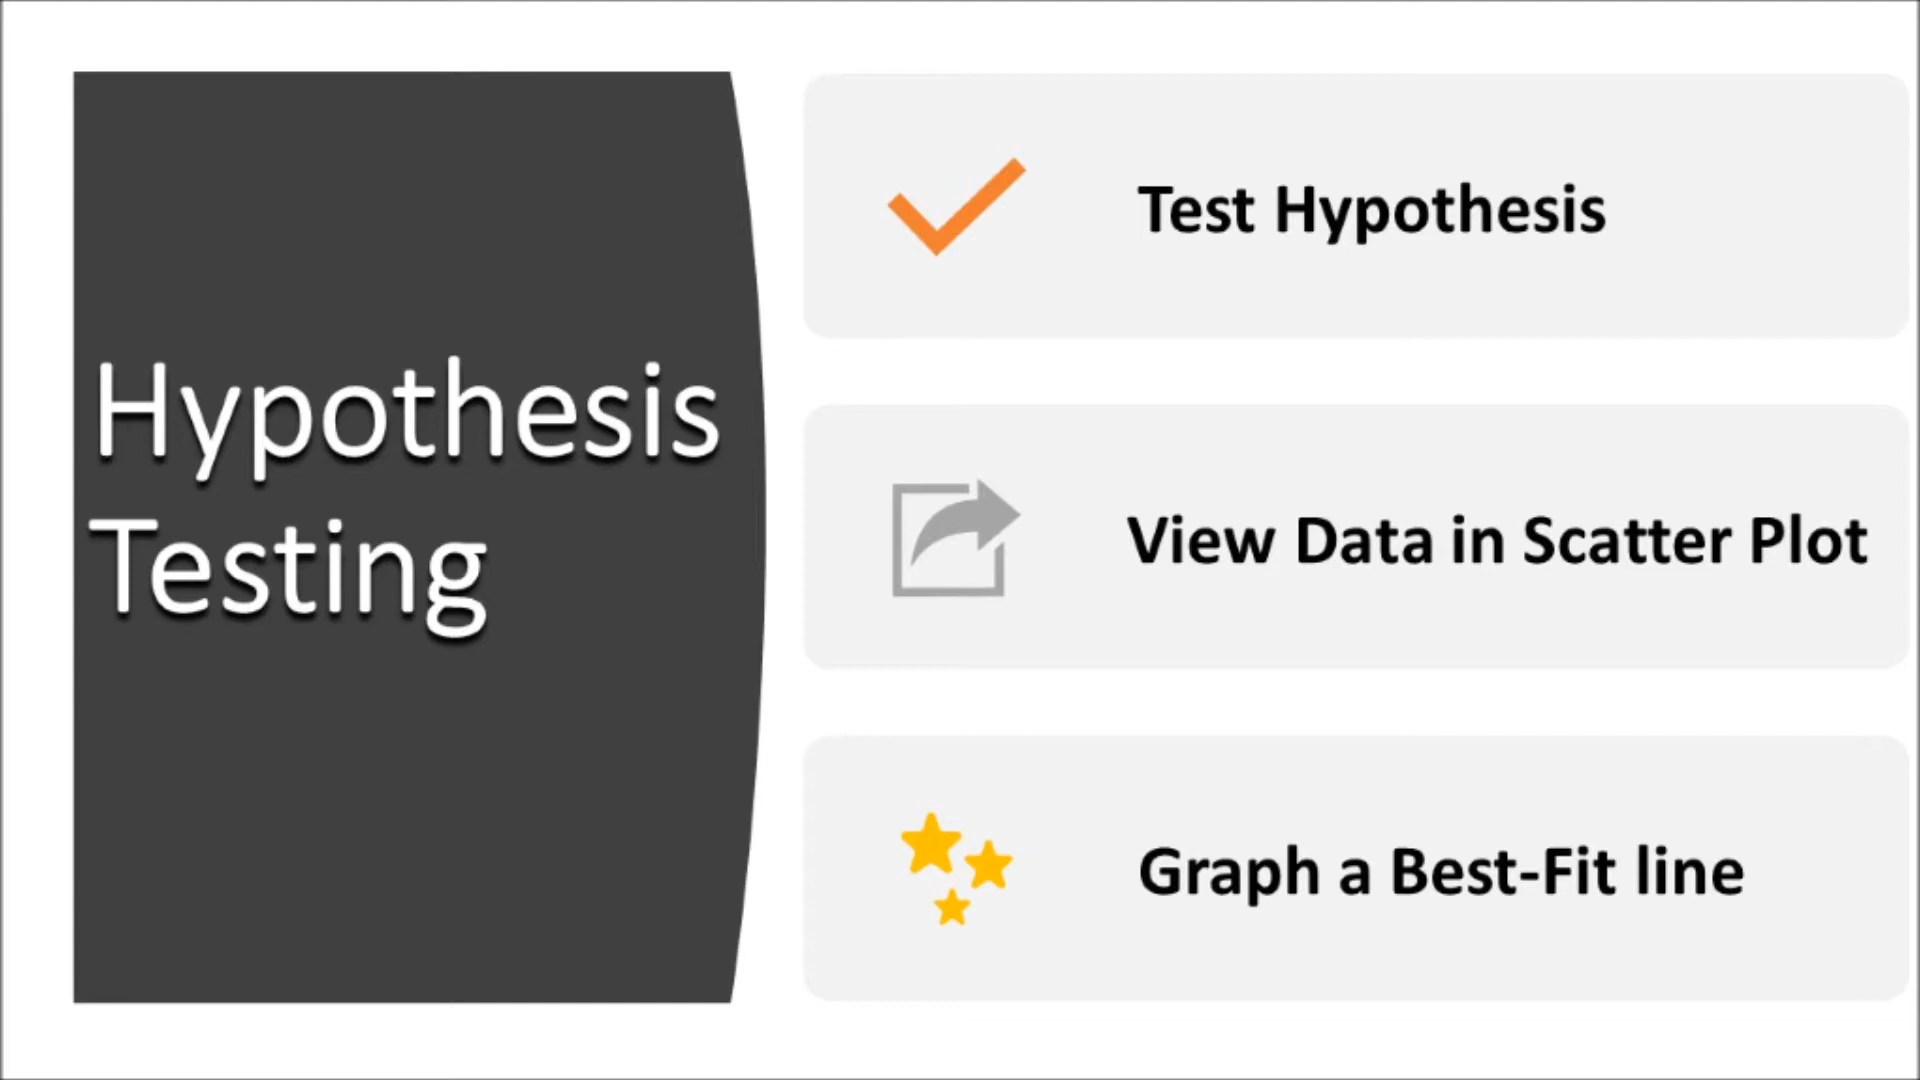 Hypothesis
Testing
Test Hypothesis
View Data in Scatter Plot
Graph a Best-Fit line